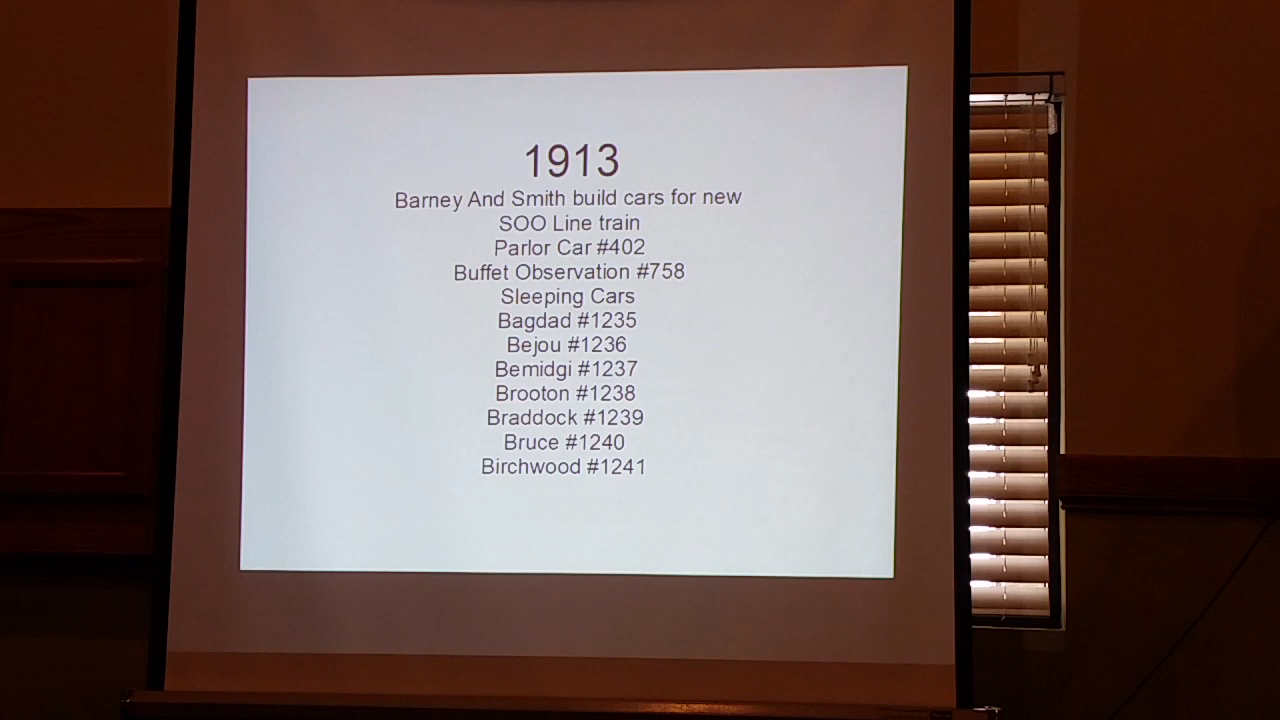 1913
Barney And Smith build cars for new
SOO Line train
Parlor Car #402
Buffet Observation #758
Sleeping Cars
Bagdad #1235
Bejou #1236
Bemidgi #1237
Brooton #1238
Braddock #1239
Bruce #1240
Birchwood #1241